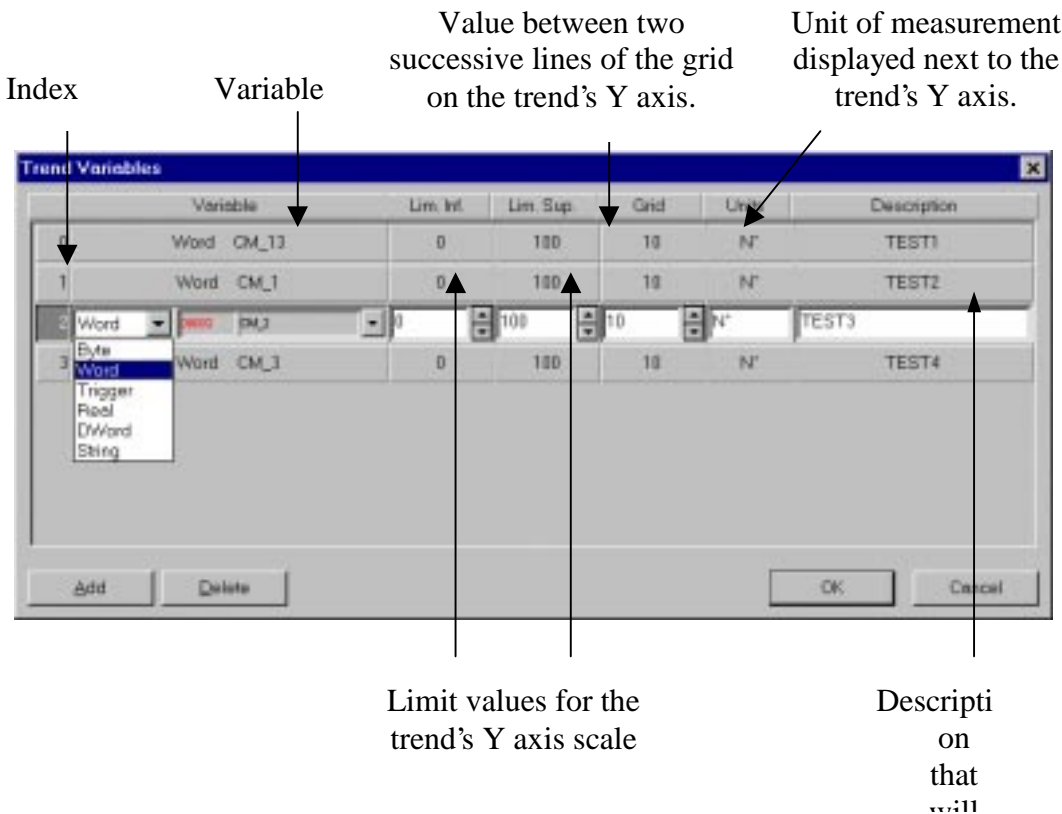 Value between two
successive lines of the grid
on the trend's Y axis.
Unit of measurement
displayed next to the
trend's Y axis.
Index
Variable
Trend Variables
Variable Lim. Inf. Lim. Sup. Grid Units Description
0 Word CM_13 0 100 10 N° TEST1
1 Word CM_1 0 100 10 N° TEST2
2 Word CM_2 0 100 10 N° TEST3
3 Word CM_3 0 100 10 N° TEST4
Byte
Word
Trigger
Real
DWord
String
Add Delete OK Cancel
Limit values for the
trend's Y axis scale
Descripti
on
that
will